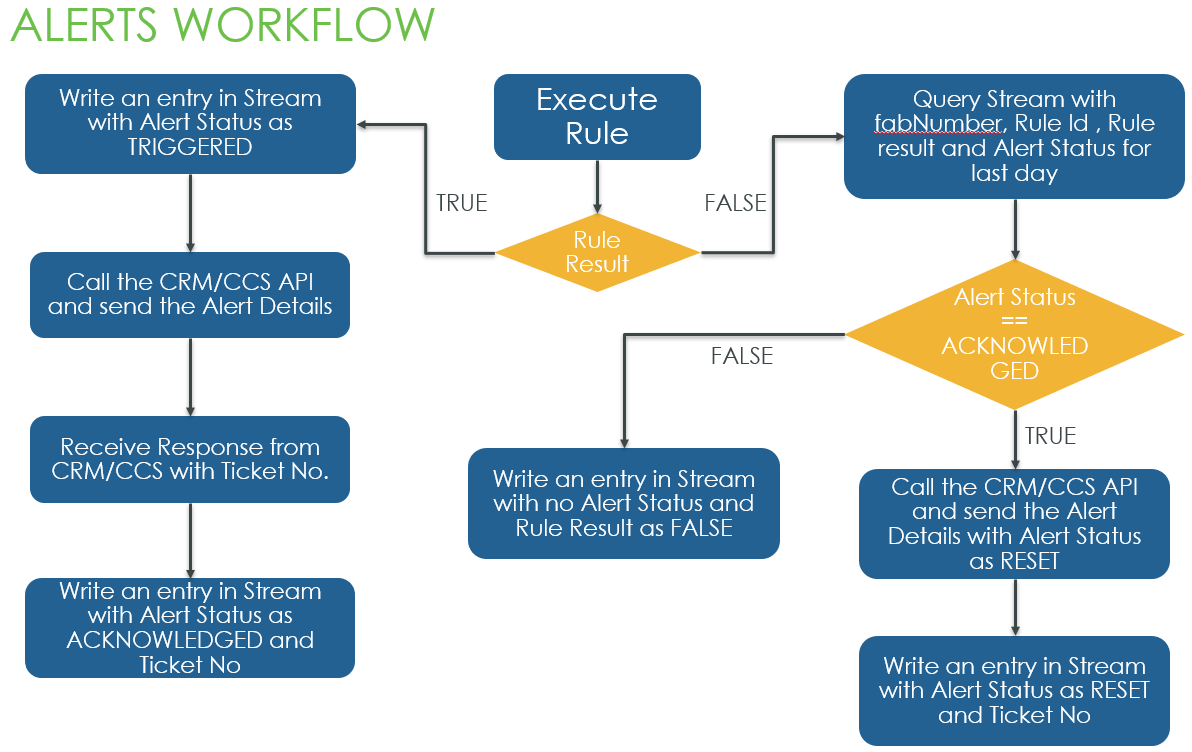 ALERTS WORKFLOW
Write an entry in Stream
with Alert Status as
TRIGGERED
Execute
Rule
Query Stream with
fabNumber, Rule Id , Rule
result and Alert Status for
last day
TRUE
FALSE
Rule
Result
Call the CRM/CCS API
and send the Alert Details
Alert Status
==
ACKNOWLED
GED
FALSE
TRUE
Receive Response from
CRM/CCS with Ticket No.
Write an entry in Stream
with no Alert Status and
Rule Result as FALSE
Call the CRM/CCS API
and send the Alert
Details with Alert Status
as RESET
Write an entry in Stream
with Alert Status as
ACKNOWLEDGED and
Ticket No
Write an entry in Stream
with Alert Status as RESET
and Ticket No